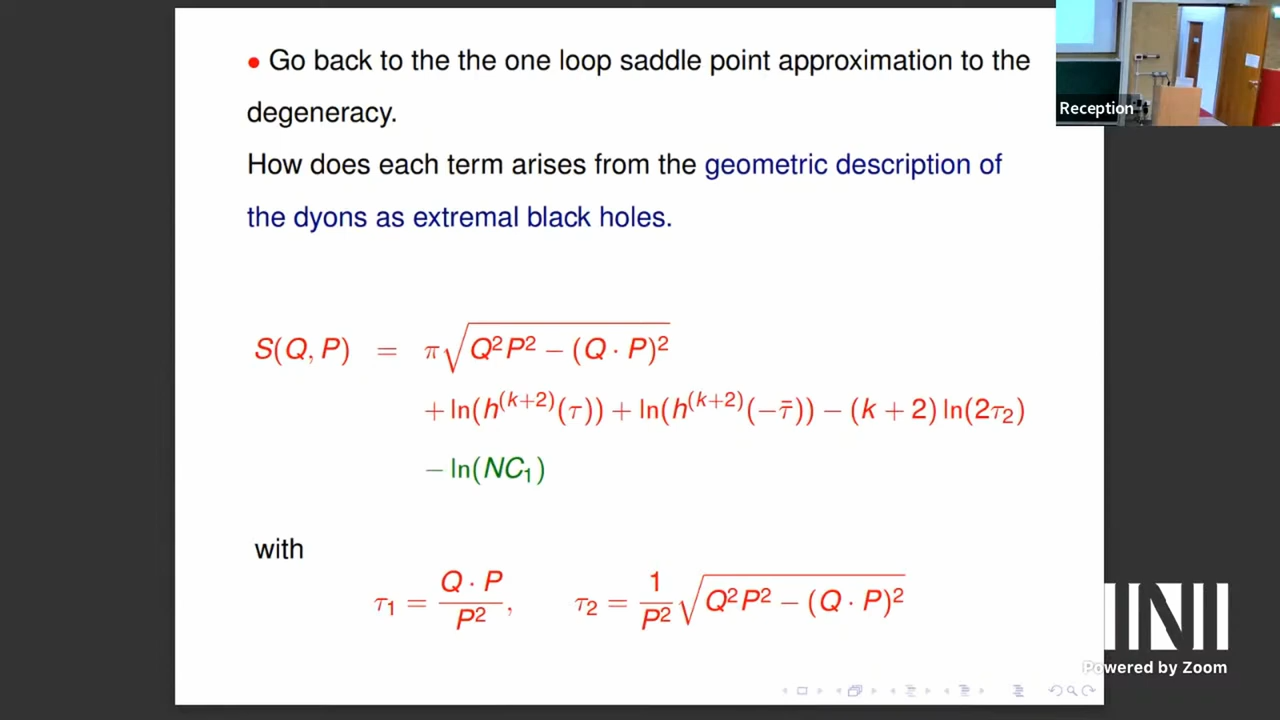 • Go back to the the one loop saddle point approximation to the
degeneracy.
How does each term arises from the geometric description of
the dyons as extremal black holes.
S(Q, P) = π√(Q²P² − (Q · P)²)
+ ln(h^(k+2)(τ)) + ln(h^(k+2)(−τ̄)) − (k + 2) ln(2τ₂)
− ln(NC₁)
with
τ₁ = Q · P / P², τ₂ = 1/P² √(Q²P² − (Q · P)²)
Reception
Powered by Zoom